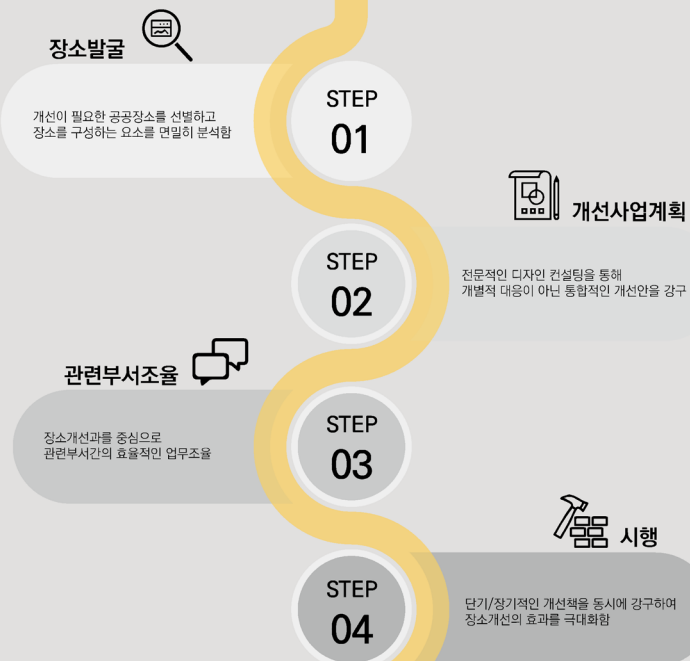 장소발굴
STEP
01
개선이 필요한 공공장소를 선별하고
장소를 구성하는 요소를 면밀히 분석함
개선사업계획
STEP
02
전문적인 디자인 컨설팅을 통해
개별적 대응이 아닌 통합적인 개선안을 강구
관련부서조율
STEP
03
장소개선과를 중심으로
관련부서간의 효율적인 업무조율
시행
STEP
04
단기/장기적인 개선책을 동시에 강구하여
장소개선의 효과를 극대화함